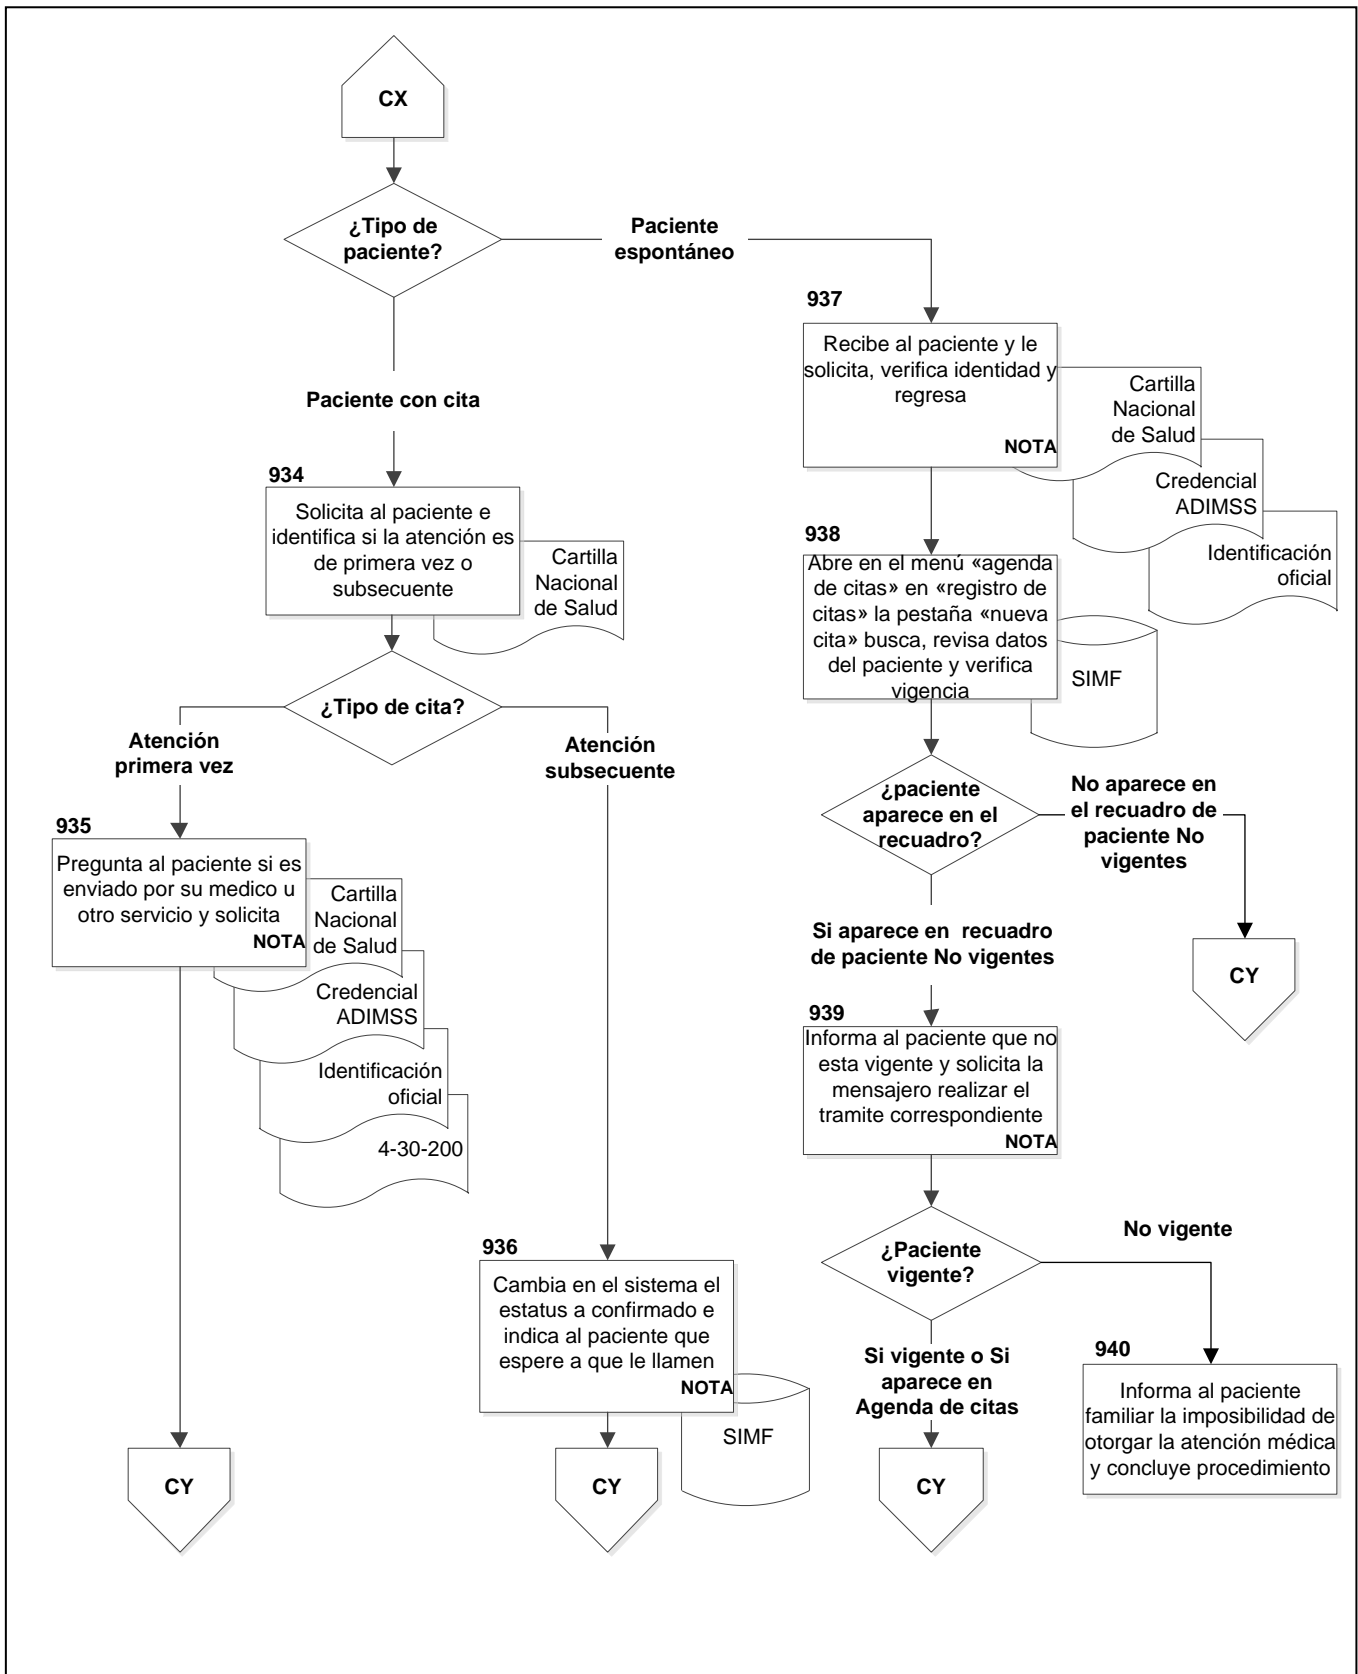 CX
¿Tipo de
paciente?
Paciente
espontáneo
Paciente con cita
934
Solicita al paciente e
identifica si la atención es
de primera vez o
subsecuente
Cartilla
Nacional
de Salud
¿Tipo de cita?
Atención
primera vez
Atención
subsecuente
935
Pregunta al paciente si es
enviado por su medico u
otro servicio y solicita
NOTA
Cartilla
Nacional
de Salud
Credencial
ADIMSS
Identificación
oficial
4-30-200
CY
936
Cambia en el sistema el
estatus a confirmado e
indica al paciente que
espere a que le llamen
NOTA
SIMF
CY
937
Recibe al paciente y le
solicita, verifica identidad y
regresa
NOTA
Cartilla
Nacional
de Salud
Credencial
ADIMSS
Identificación
oficial
938
Abre en el menú «agenda
de citas» en «registro de
citas» la pestaña «nueva
cita» busca, revisa datos
del paciente y verifica
vigencia
SIMF
¿paciente
aparece en el
recuadro?
No aparece en
el recuadro de
paciente No
vigentes
CY
Si aparece en recuadro
de paciente No vigentes
939
Informa al paciente que no
esta vigente y solicita la
mensajero realizar el
tramite correspondiente
NOTA
¿Paciente
vigente?
No vigente
Si vigente o Si
aparece en
Agenda de citas
CY
940
Informa al paciente
familiar la imposibilidad de
otorgar la atención médica
y concluye procedimiento